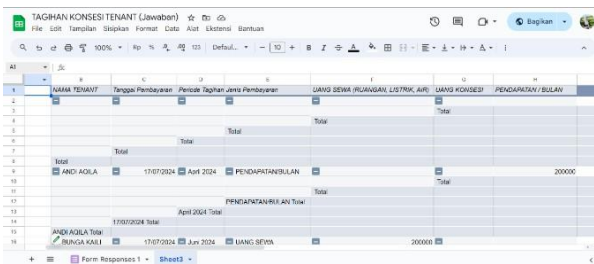 TAGIHAN KONSESI TENANT (Jawaban)
File Edit Tampilan Sisipkan Format Data Alat Ekstensi Bantuan
Bagikan
100% Rp % .0 .00 123 Defaul... - 10 + B I A
A1 fx
A B C D E F G H
1 NAMA TENANT Tanggal Pembayaran Periode Tagihan Jenis Pembayaran UANG SEWA (RUANGAN, LISTRIK, AIR) UANG KONSESI PENDAPATAN / BULAN
2
3 Total
4 Total
5 Total
6 Total
7 Total
8 Total
9 ANDI AQILA 17/07/2024 April 2024 PENDAPATAN/BULAN 200000
10 Total
11 Total
12 PENDAPATAN/BULAN Total
13 April 2024 Total
14 17/07/2024 Total
15 ANDI AQILA Total
16 BUNGA KAILI 17/07/2024 Juni 2024 UANG SEWA 200000
Form Responses 1 Sheet3